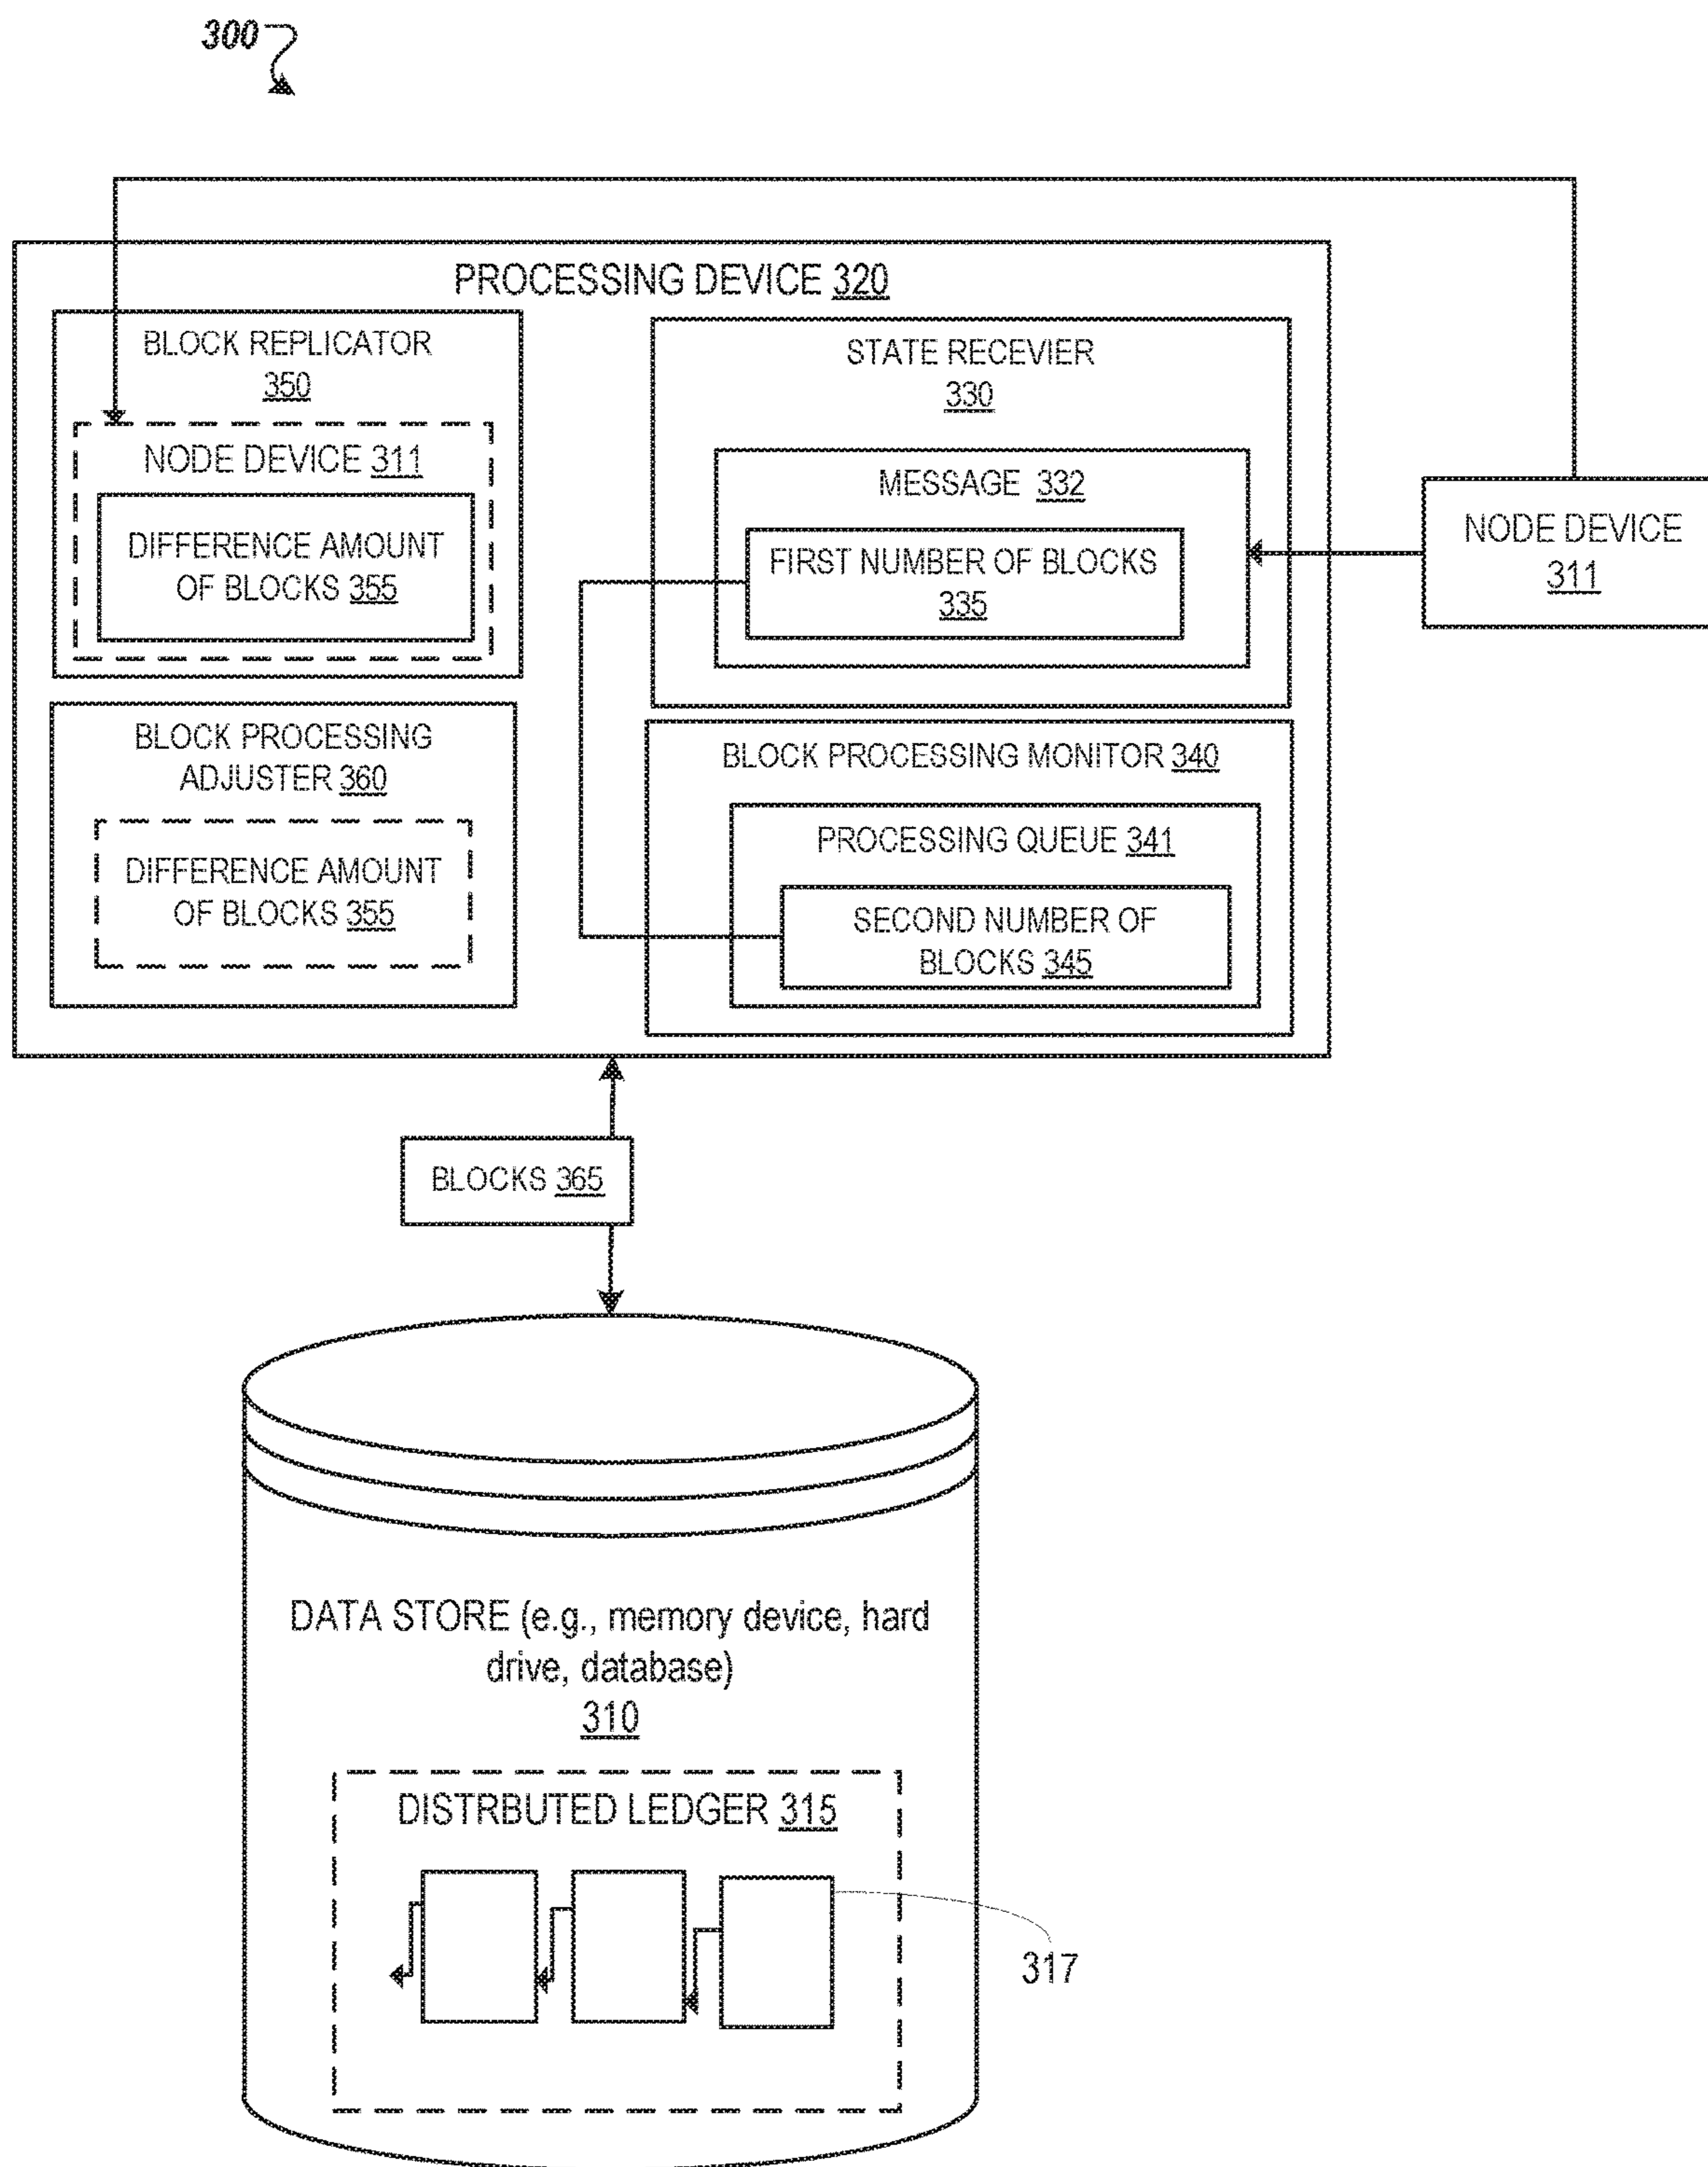 300
PROCESSING DEVICE 320
BLOCK REPLICATOR
350
NODE DEVICE 311
DIFFERENCE AMOUNT
OF BLOCKS 355
STATE RECEVIER
330
MESSAGE 332
FIRST NUMBER OF BLOCKS
335
NODE DEVICE
311
BLOCK PROCESSING
ADJUSTER 360
DIFFERENCE AMOUNT
OF BLOCKS 355
BLOCK PROCESSING MONITOR 340
PROCESSING QUEUE 341
SECOND NUMBER OF
BLOCKS 345
BLOCKS 365
DATA STORE (e.g., memory device, hard
drive, database)
310
DISTRBUTED LEDGER 315
317